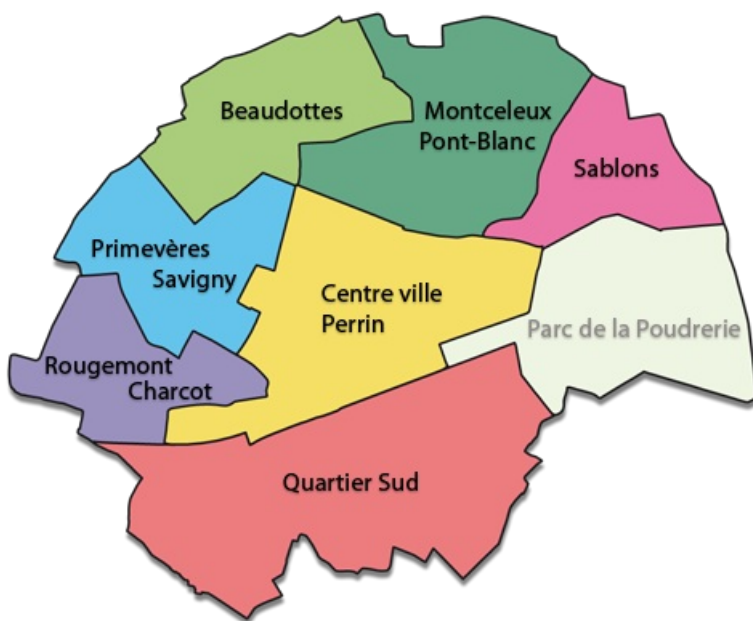 Beaudottes
Montceleux
Pont-Blanc
Sablons
Primevères
Savigny
Centre ville
Perrin
Parc de la Poudrerie
Rougemont
Charcot
Quartier Sud